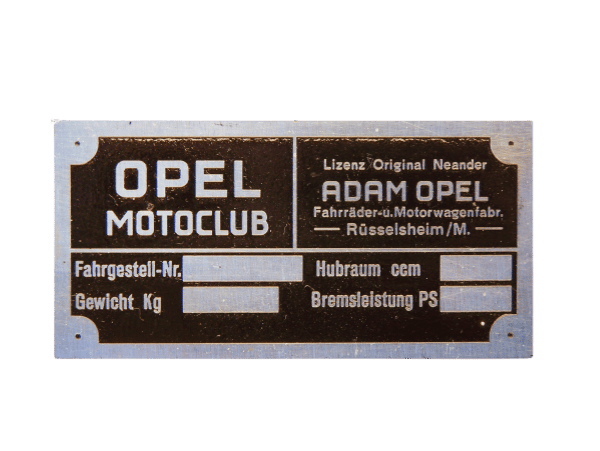 OPEL
MOTOCLUB
Lizenz Original Neander
ADAM OPEL
Fahrräder-u.Motorwagenfabr.
— Rüsselsheim/M. —
Fahrgestell-Nr.
Hubraum ccm
Gewicht Kg
Bremsleistung PS